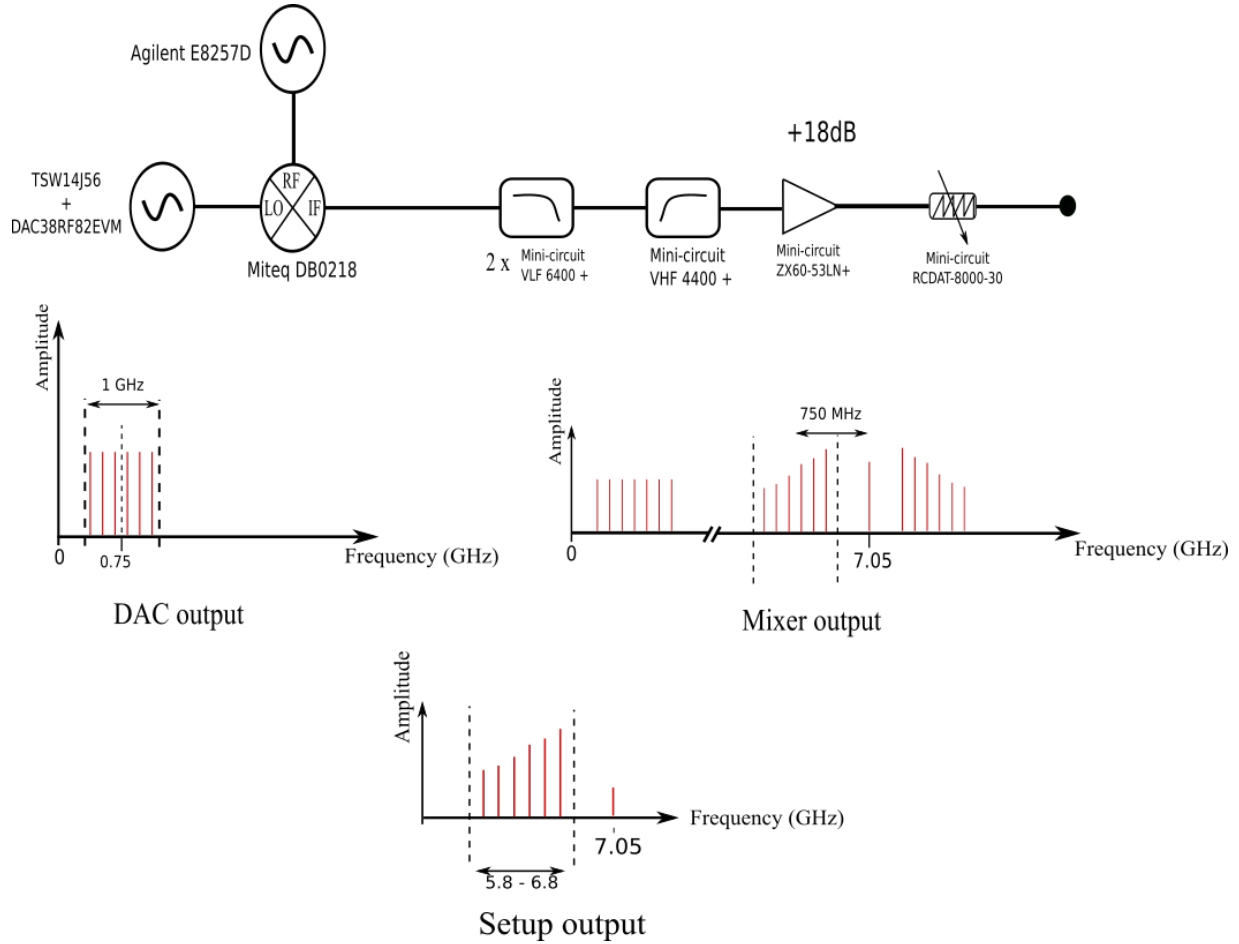 Agilent E8257D
+18dB
TSW14J56
+
DAC38RF82EVM
RF
LO
IF
Miteq DB0218
2 x
Mini-circuit
VLF 6400 +
Mini-circuit
VHF 4400 +
Mini-circuit
ZX60-53LN+
Mini-circuit
RCDAT-8000-30
Amplitude
1 GHz
0
0.75
Frequency (GHz)
DAC output
Amplitude
750 MHz
0
7.05
Frequency (GHz)
Mixer output
Amplitude
Frequency (GHz)
7.05
5.8 - 6.8
Setup output